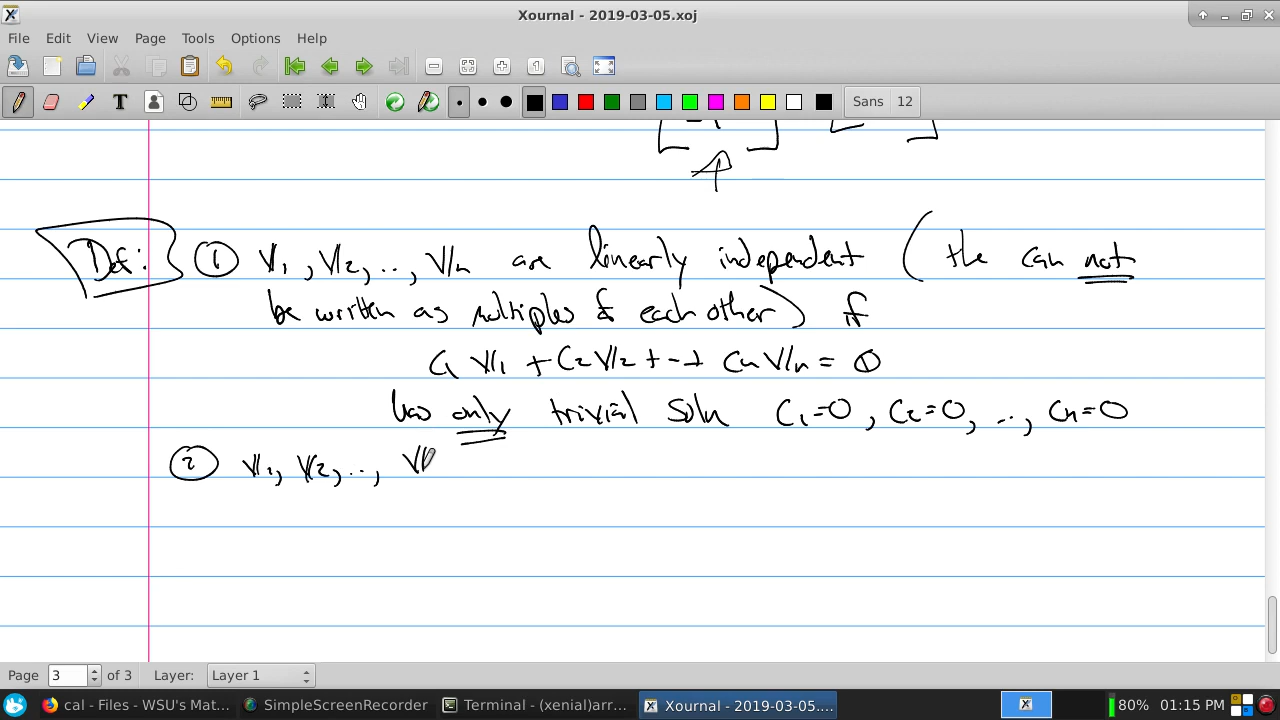 Xournal - 2019-03-05.xoj
File Edit View Page Tools Options Help
Sans 12
Def: ① V1, V2, .., Vn are linearly independent (the can not
be written as multiples of each other) if
C1 V1 + C2 V2 + -- + Cn Vn = 0
has only trivial soln C1=0, C2=0, .., Cn=0
② V1, V2, .., V
Page 3 of 3 Layer: Layer 1
cal - Files - WSU's Mat... SimpleScreenRecorder Terminal - (xenial)arr... Xournal - 2019-03-05.... 80% 01:15 PM